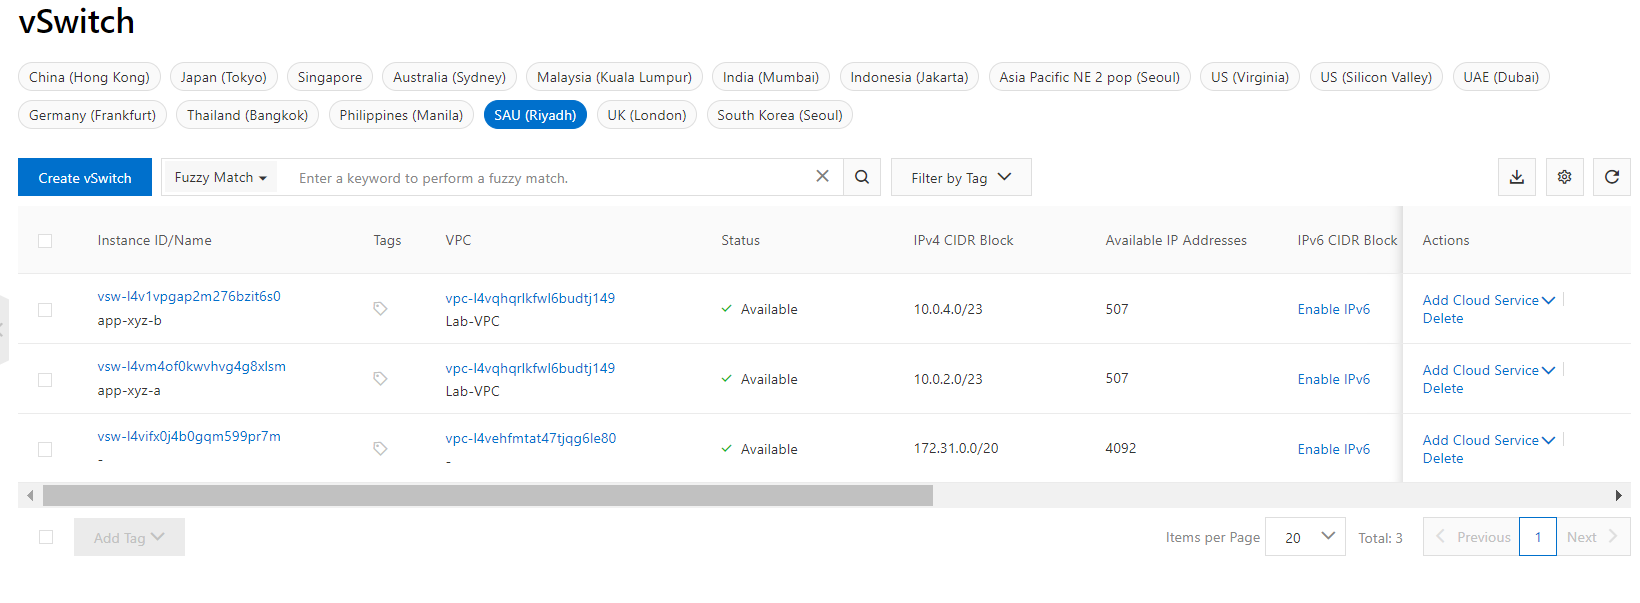 vSwitch
China (Hong Kong) Japan (Tokyo) Singapore Australia (Sydney) Malaysia (Kuala Lumpur) India (Mumbai) Indonesia (Jakarta) Asia Pacific NE 2 pop (Seoul) US (Virginia) US (Silicon Valley) UAE (Dubai)
Germany (Frankfurt) Thailand (Bangkok) Philippines (Manila) SAU (Riyadh) UK (London) South Korea (Seoul)
Create vSwitch Fuzzy Match Enter a keyword to perform a fuzzy match. Filter by Tag
Instance ID/Name Tags VPC Status IPv4 CIDR Block Available IP Addresses IPv6 CIDR Block Actions
vsw-l4v1vpgap2m276bzit6s0 vpc-l4vqhqrlkfwl6budtj149 Add Cloud Service
Available 10.0.4.0/23 507 Enable IPv6
app-xyz-b Lab-VPC Delete
vsw-l4vm4of0kwvhvg4g8xlsm vpc-l4vqhqrlkfwl6budtj149 Add Cloud Service
Available 10.0.2.0/23 507 Enable IPv6
app-xyz-a Lab-VPC Delete
vsw-l4vifx0j4b0gqm599pr7m vpc-l4vehfmtat47tjqg6le80 Add Cloud Service
Available 172.31.0.0/20 4092 Enable IPv6
- - Delete
Add Tag Items per Page 20 Total: 3 Previous 1 Next